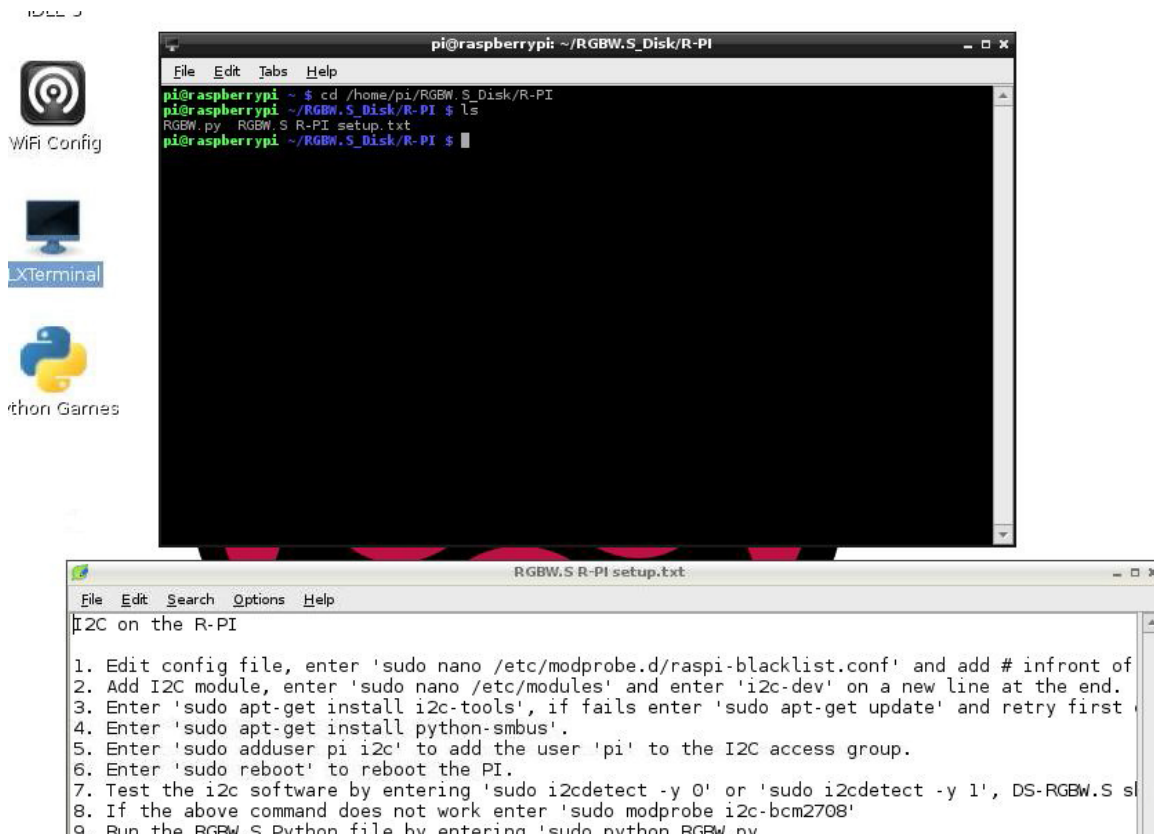 WiFi Config
LXTerminal
thon Games
pi@raspberrypi: ~/RGBW.S_Disk/R-PI
File Edit Tabs Help
pi@raspberrypi ~ $ cd /home/pi/RGBW.S_Disk/R-PI
pi@raspberrypi ~/RGBW.S_Disk/R-PI $ ls
RGBW.py RGBW.S R-PI setup.txt
pi@raspberrypi ~/RGBW.S_Disk/R-PI $
RGBW.S R-PI setup.txt
File Edit Search Options Help
I2C on the R-PI
1. Edit config file, enter 'sudo nano /etc/modprobe.d/raspi-blacklist.conf' and add # infront of
2. Add I2C module, enter 'sudo nano /etc/modules' and enter 'i2c-dev' on a new line at the end.
3. Enter 'sudo apt-get install i2c-tools', if fails enter 'sudo apt-get update' and retry first
4. Enter 'sudo apt-get install python-smbus'.
5. Enter 'sudo adduser pi i2c' to add the user 'pi' to the I2C access group.
6. Enter 'sudo reboot' to reboot the PI.
7. Test the i2c software by entering 'sudo i2cdetect -y 0' or 'sudo i2cdetect -y 1', DS-RGBW.S
8. If the above command does not work enter 'sudo modprobe i2c-bcm2708'
9. Run the RGBW.S Python file by entering 'sudo python RGBW.py